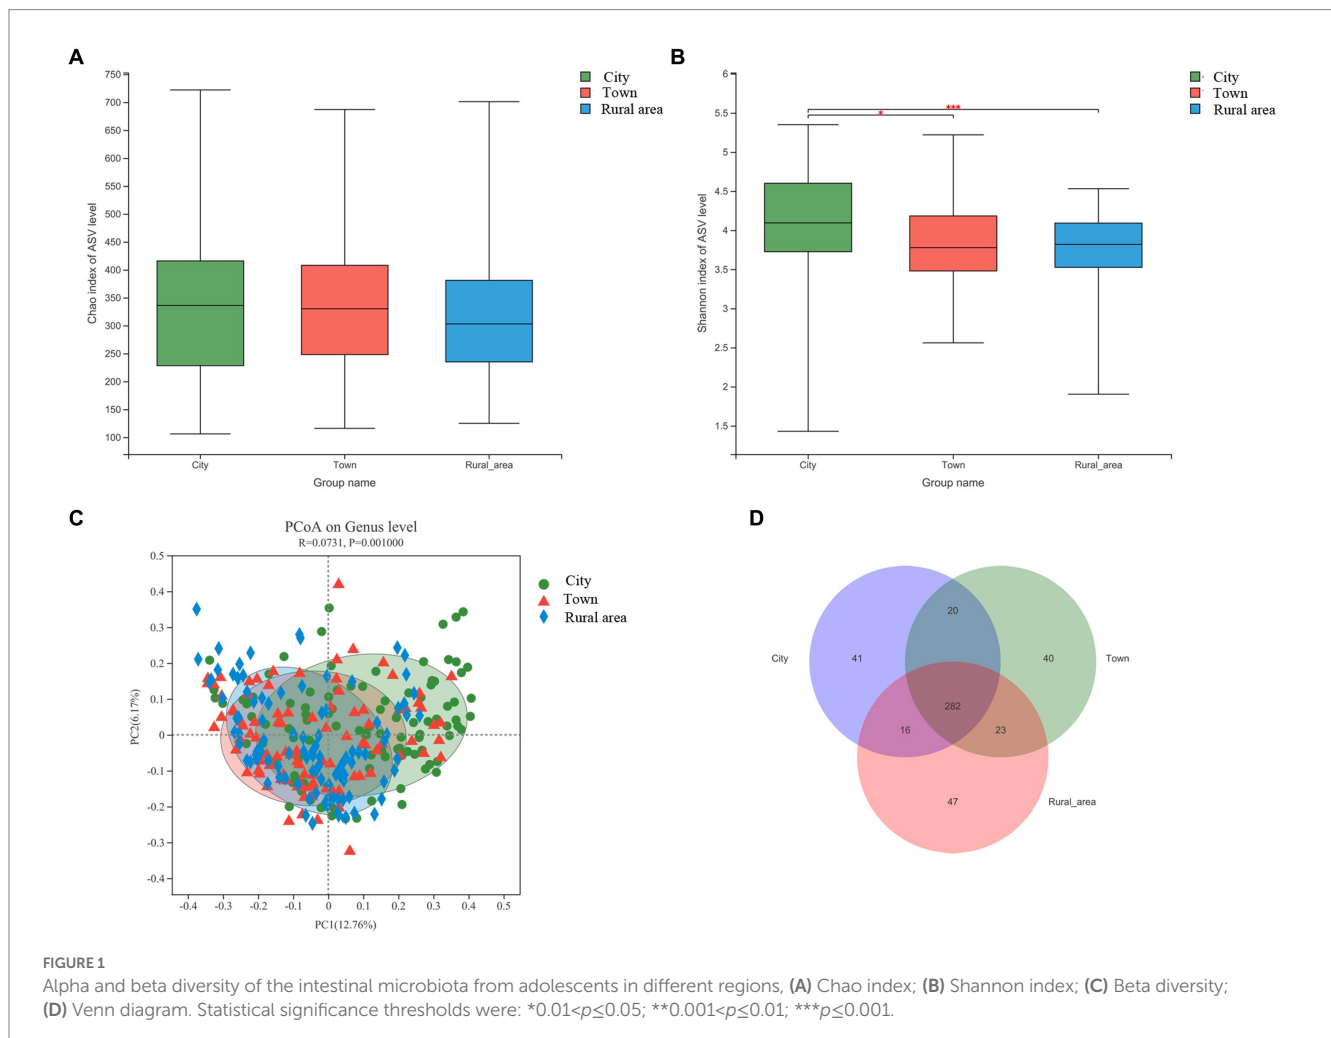 A
750
700
650
600
550
500
450
400
350
300
250
200
150
100
Chao index of ASV level
City
Town
Rural_area
Group name
City
Town
Rural area
B
6
5.5
5
4.5
4
3.5
3
2.5
2
1.5
Shannon index of ASV level
***
*
City
Town
Rural_area
Group name
City
Town
Rural area
C
PCoA on Genus level
R=0.0731, P=0.001000
0.5
0.4
0.3
0.2
0.1
0
-0.1
-0.2
-0.3
-0.4
PC2(6.17%)
-0.4 -0.3 -0.2 -0.1 0 0.1 0.2 0.3 0.4 0.5
PC1(12.76%)
City
Town
Rural area
D
20
City 41 40 Town
282
16 23
47 Rural_area
FIGURE 1
Alpha and beta diversity of the intestinal microbiota from adolescents in different regions, (A) Chao index; (B) Shannon index; (C) Beta diversity;
(D) Venn diagram. Statistical significance thresholds were: *0.01<p≤0.05; **0.001<p≤0.01; ***p≤0.001.